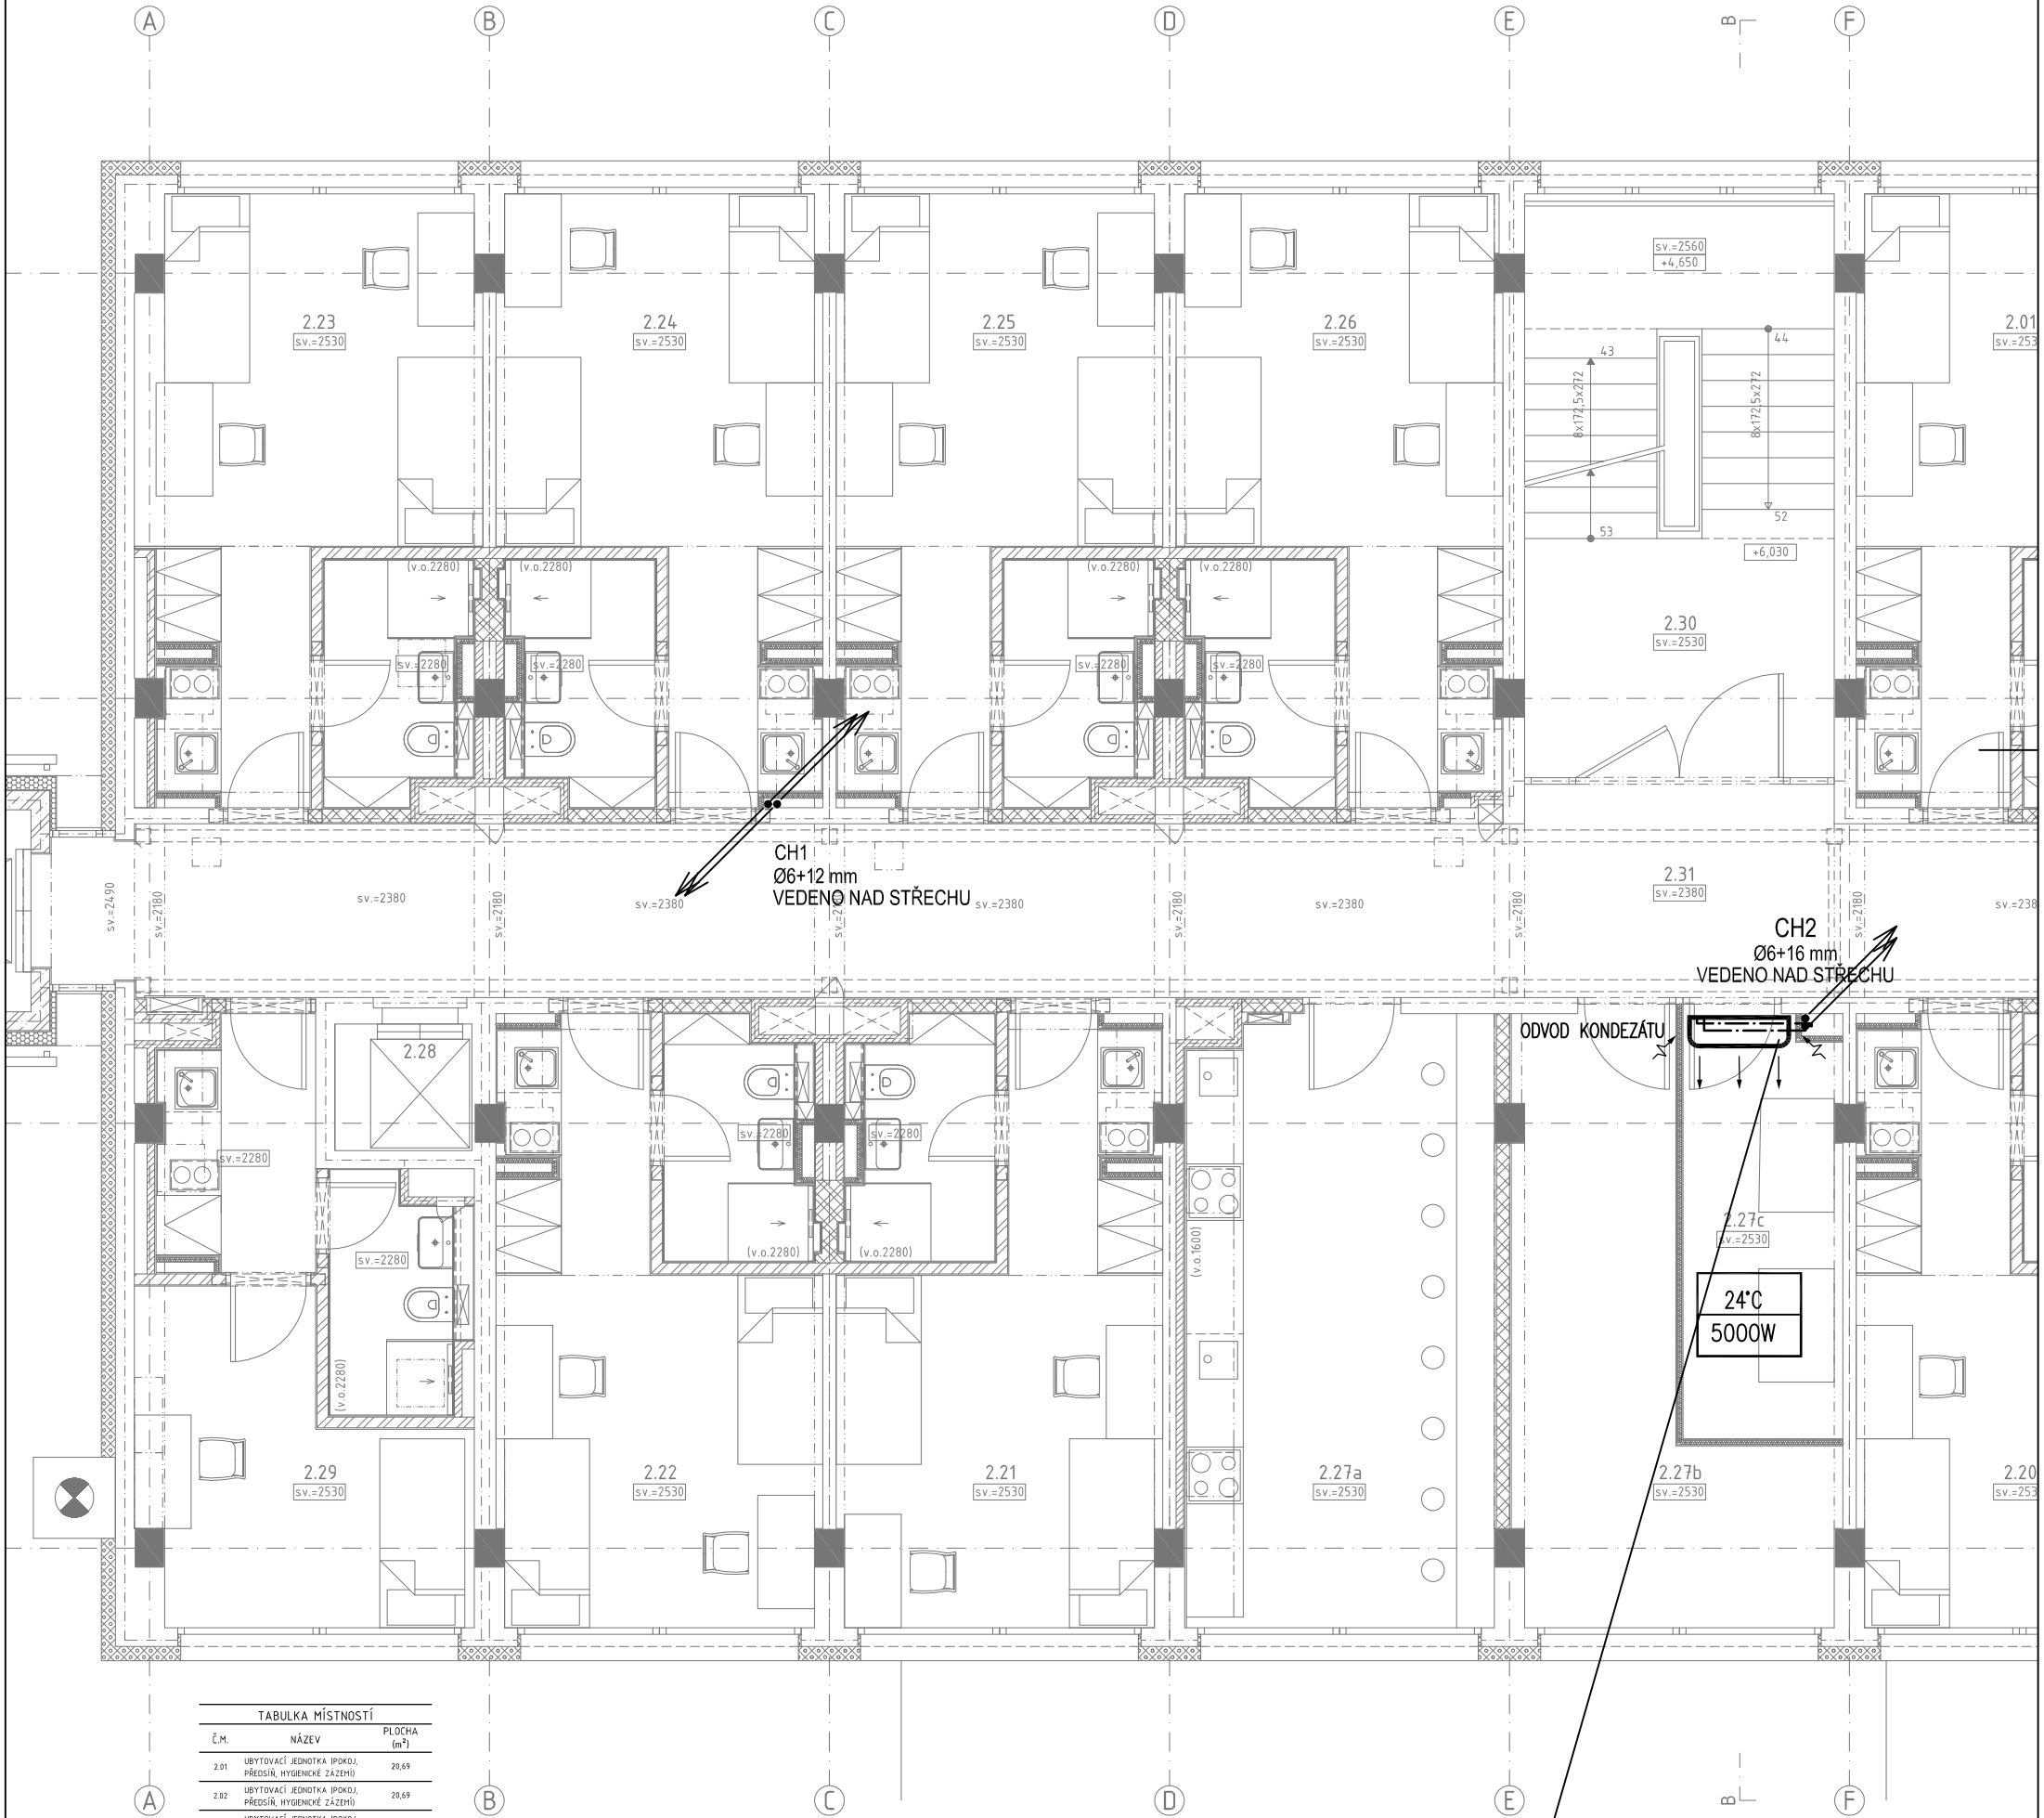 A B C D E B F
sv.=2560
+4,650
2.23
sv.=2530
2.24
sv.=2530
2.25
sv.=2530
2.26
sv.=2530
2.01
43
44
8x172,5x272
8x172,5x272
53
52
+6,030
(v.o.2280) (v.o.2280) (v.o.2280) (v.o.2280)
2.30
sv.=2530
sv.=2280 sv.=2280 sv.=2280 sv.=2280
CH1
Ø6+12 mm
VEDENO NAD STŘECHU
sv.=2490
sv.=2180
sv.=2380
sv.=2180
sv.=2380
sv.=2380
sv.=2180
sv.=2380
sv.=2180
2.31
sv.=2380
sv.=2180
CH2
Ø6+16 mm
VEDENO NAD STŘECHU
ODVOD KONDEZÁTU
2.28
sv.=2280
sv.=2280 sv.=2280
sv.=2280
(v.o.2280)
(v.o.2280) (v.o.2280)
(v.o.1600)
2.27c
sv.=2530
24°C
5000W
2.29
sv.=2530
2.22
sv.=2530
2.21
sv.=2530
2.27a
sv.=2530
2.27b
sv.=2530
2.20
TABULKA MÍSTNOSTÍ
Č.M. NÁZEV PLOCHA (m²)
2.01 UBYTOVACÍ JEDNOTKA (POKOJ,
PŘEDSÍŇ, HYGIENICKÉ ZÁZEMÍ) 20,69
2.02 UBYTOVACÍ JEDNOTKA (POKOJ,
PŘEDSÍŇ, HYGIENICKÉ ZÁZEMÍ) 20,69
A B C D E B F